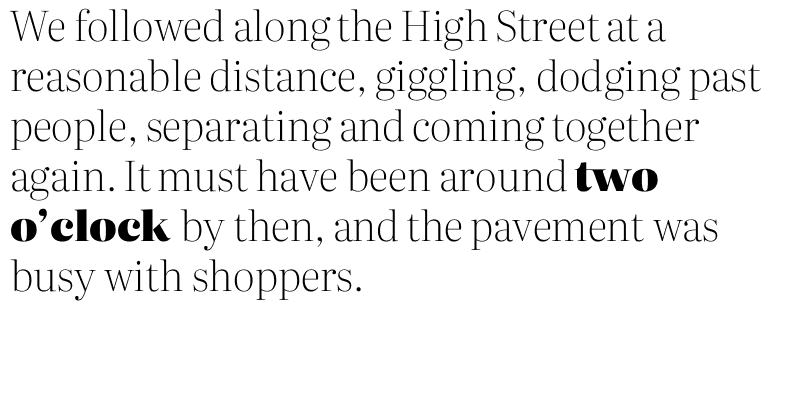 We followed along the High Street at a
reasonable distance, giggling, dodging past
people, separating and coming together
again. It must have been around two
o’clock by then, and the pavement was
busy with shoppers.